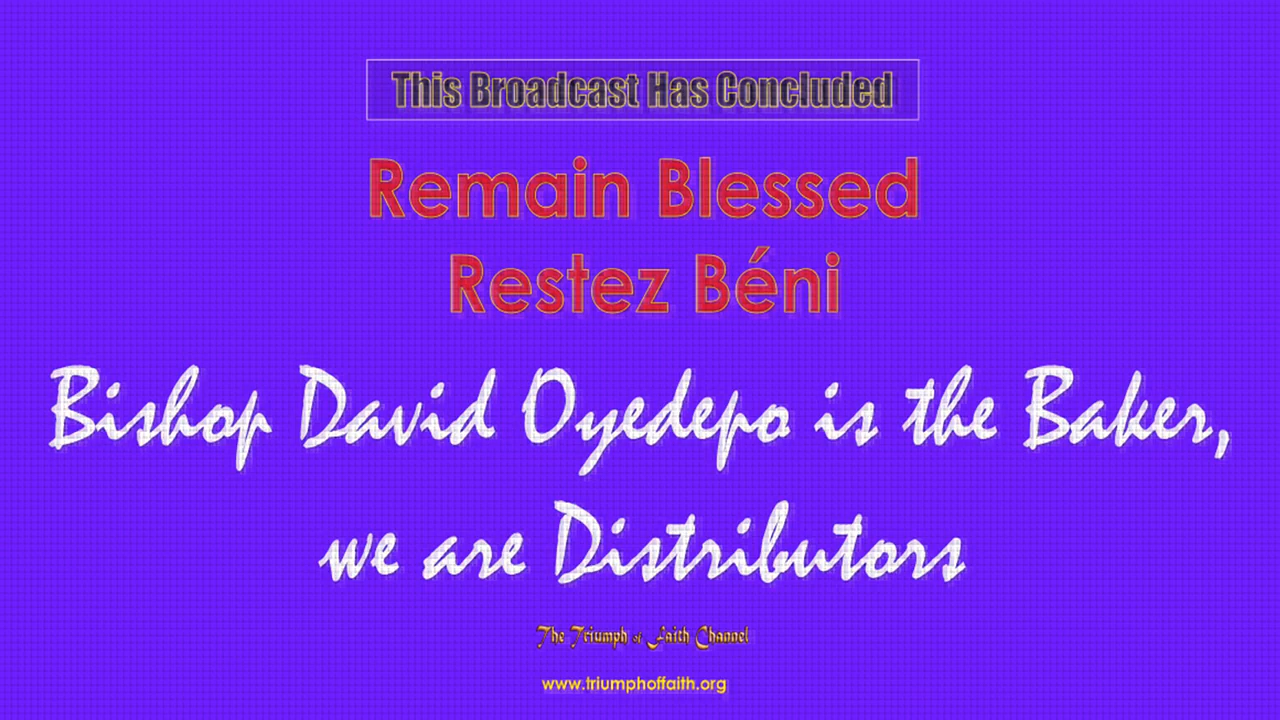 This Broadcast Has Concluded
Remain Blessed
Restez Béni
Bishop David Oyedepo is the Baker,
we are Distributors
The Triumph of Faith Channel
www.triumphoffaith.org